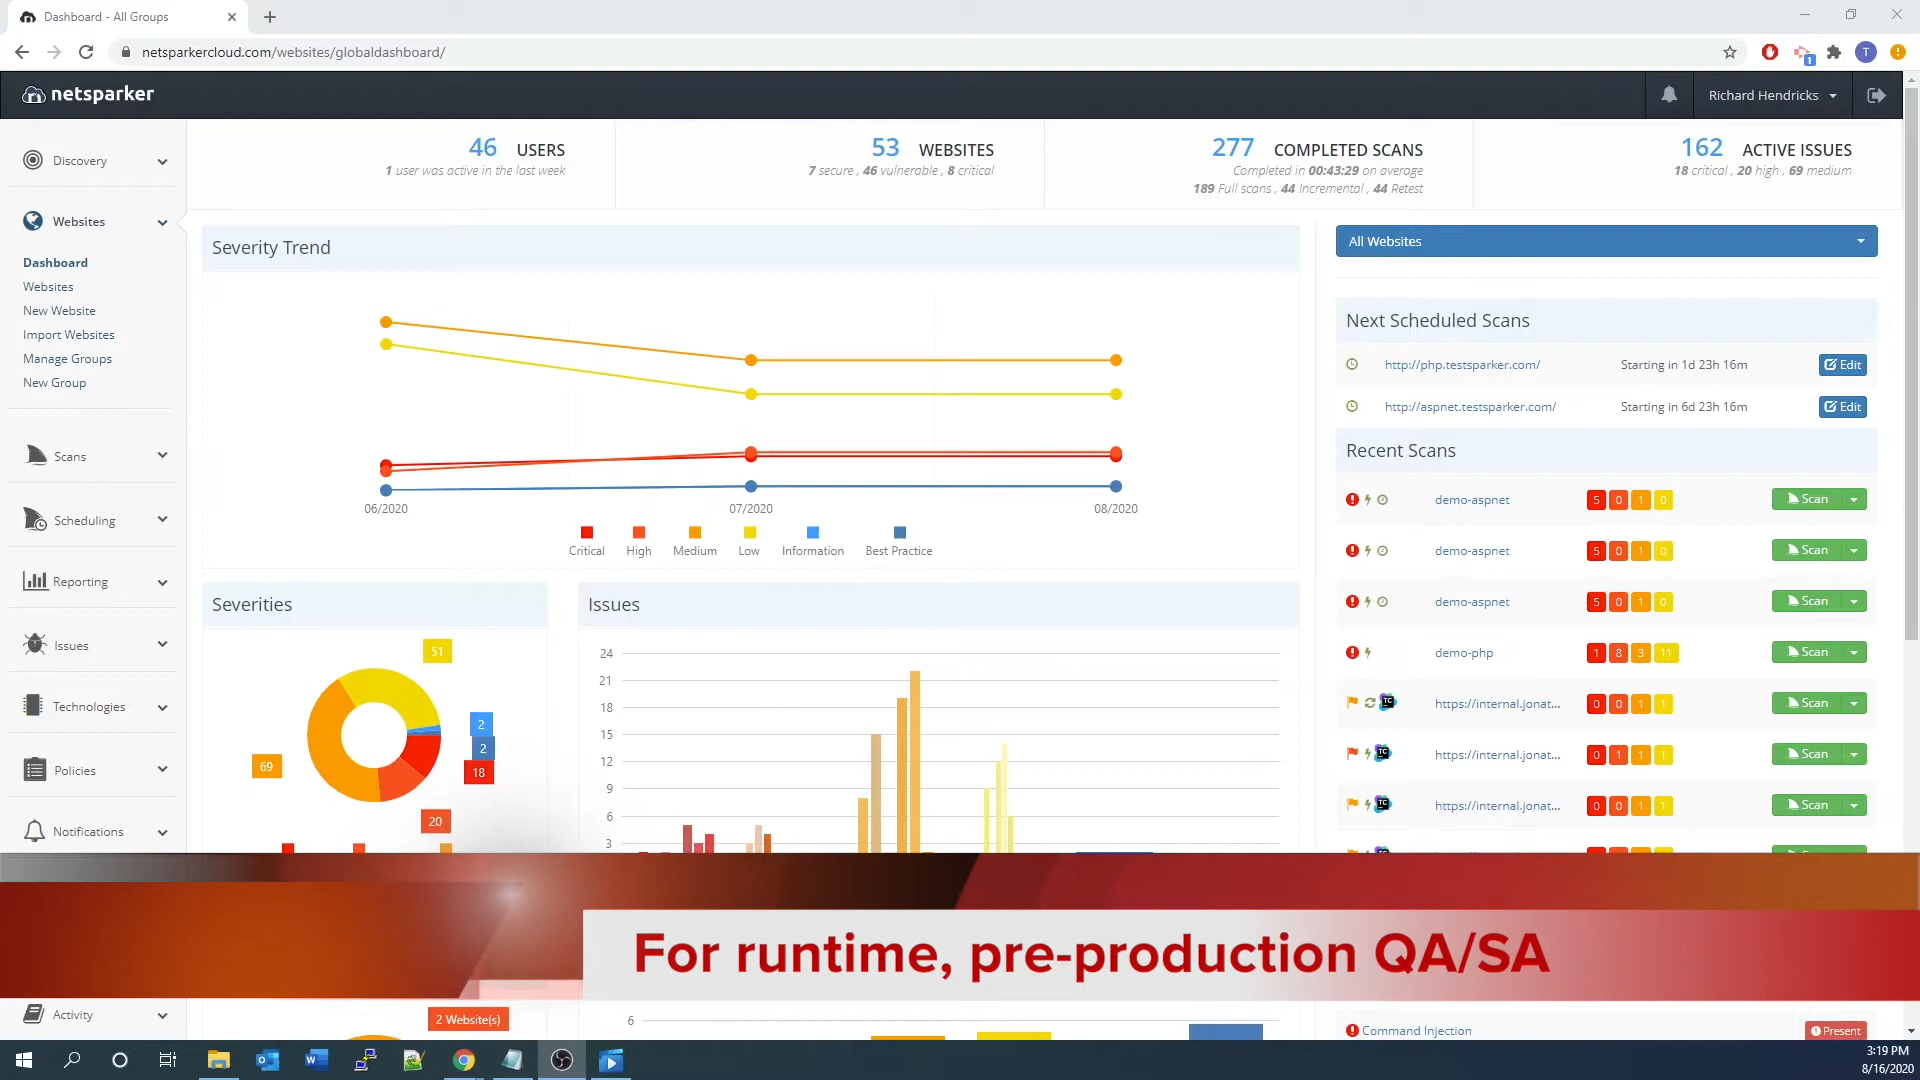 Dashboard - All Groups
netsparkercloud.com/websites/globaldashboard/
T
1
netsparker
Richard Hendricks
Discovery
Websites
Dashboard
Websites
New Website
Import Websites
Manage Groups
New Group
Scans
Scheduling
Reporting
Issues
Technologies
Policies
Notifications
Activity
46 USERS
1 user was active in the last week
53 WEBSITES
7 secure , 46 vulnerable , 8 critical
277 COMPLETED SCANS
Completed in 00:43:29 on average
189 Full scans , 44 Incremental , 44 Retest
162 ACTIVE ISSUES
18 critical , 20 high , 69 medium
Severity Trend
06/2020 07/2020 08/2020
Critical High Medium Low Information Best Practice
Severities
51
2
2
69
18
20
Issues
24
21
18
15
12
9
6
3
All Websites
Next Scheduled Scans
http://php.testsparker.com/ Starting in 1d 23h 16m Edit
http://aspnet.testsparker.com/ Starting in 6d 23h 16m Edit
Recent Scans
demo-aspnet 5 0 1 0 Scan
demo-aspnet 5 0 1 0 Scan
demo-aspnet 5 0 1 0 Scan
demo-php 1 8 3 11 Scan
TC https://internal.jonat... 0 0 1 1 Scan
TC https://internal.jonat... 0 1 1 1 Scan
TC https://internal.jonat... 0 0 1 1 Scan
For runtime, pre-production QA/SA
2 Website(s)
6
Command Injection Present
3:19 PM
8/16/2020